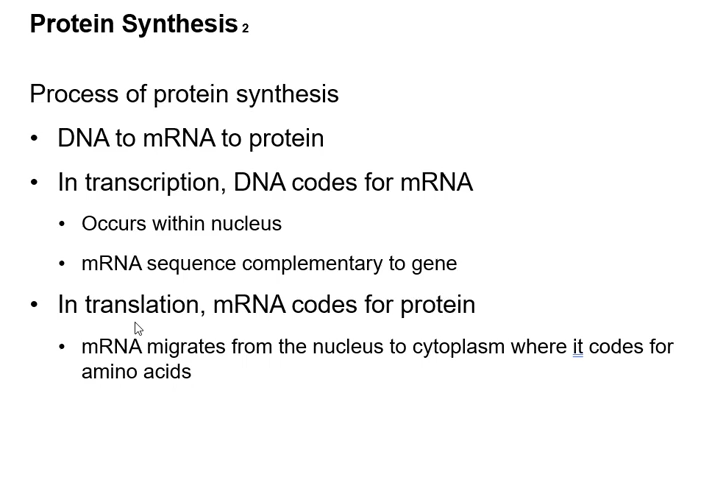 Protein Synthesis 2
Process of protein synthesis
• DNA to mRNA to protein
• In transcription, DNA codes for mRNA
• Occurs within nucleus
• mRNA sequence complementary to gene
• In translation, mRNA codes for protein
• mRNA migrates from the nucleus to cytoplasm where it codes for
amino acids